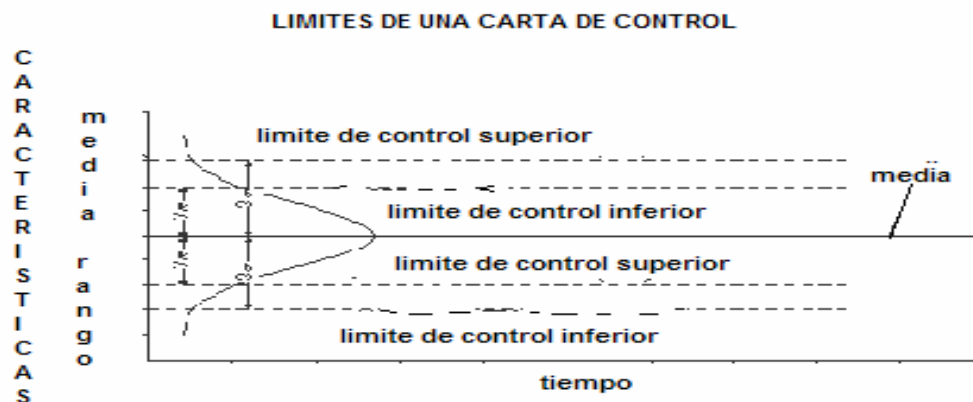 LIMITES DE UNA CARTA DE CONTROL
CARACTERISTICAS
media
rango
limite de control superior
media
limite de control inferior
limite de control superior
limite de control inferior
tiempo